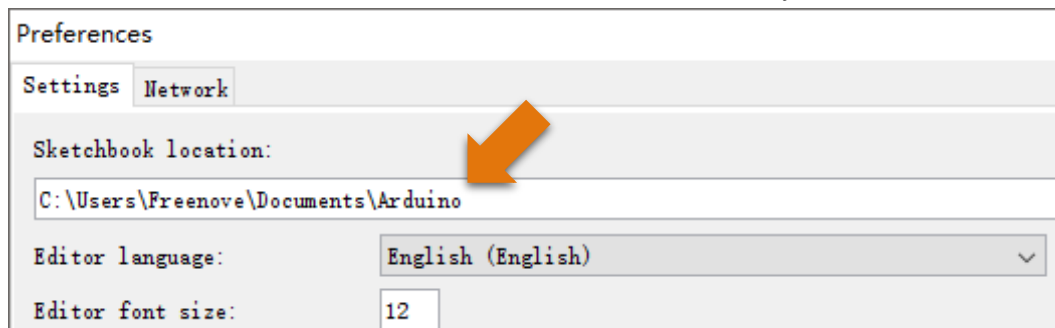 Preferences
Settings Network
Sketchbook location:
C:\Users\Freenove\Documents\Arduino
Editor language: English (English)
Editor font size: 12